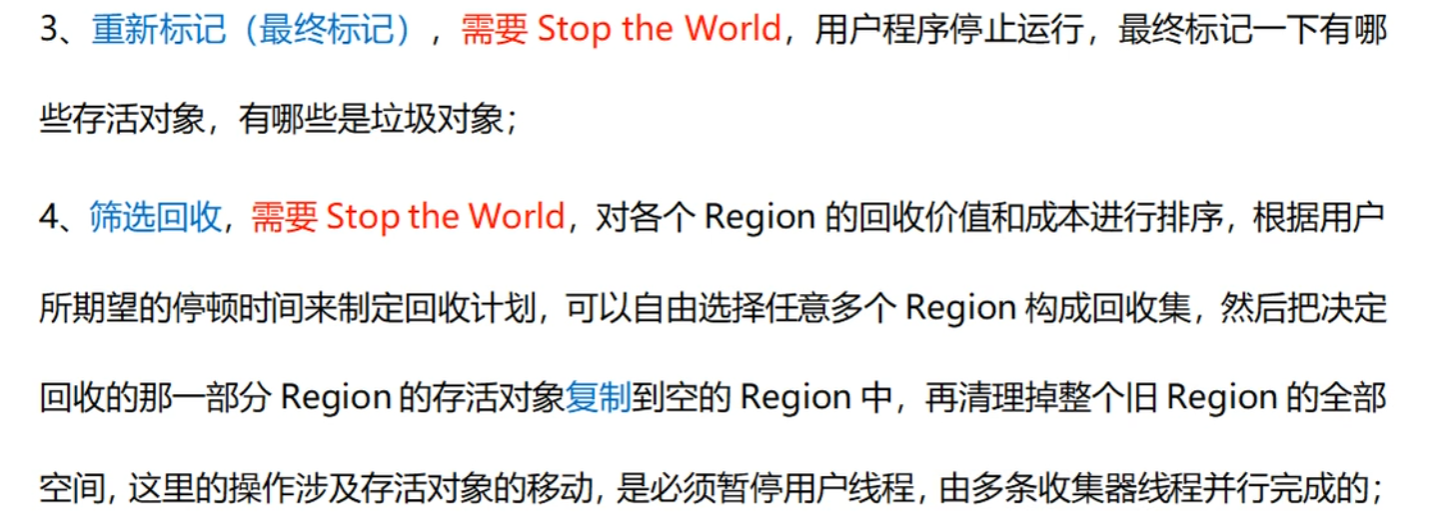 3、重新标记（最终标记），需要 Stop the World，用户程序停止运行，最终标记一下有哪
些存活对象，有哪些是垃圾对象；
4、筛选回收，需要 Stop the World，对各个 Region 的回收价值和成本进行排序，根据用户
所期望的停顿时间来制定回收计划，可以自由选择任意多个 Region 构成回收集，然后把决定
回收的那一部分 Region 的存活对象复制到空的 Region 中，再清理掉整个旧 Region 的全部
空间，这里的操作涉及存活对象的移动，是必须暂停用户线程，由多条收集器线程并行完成的；